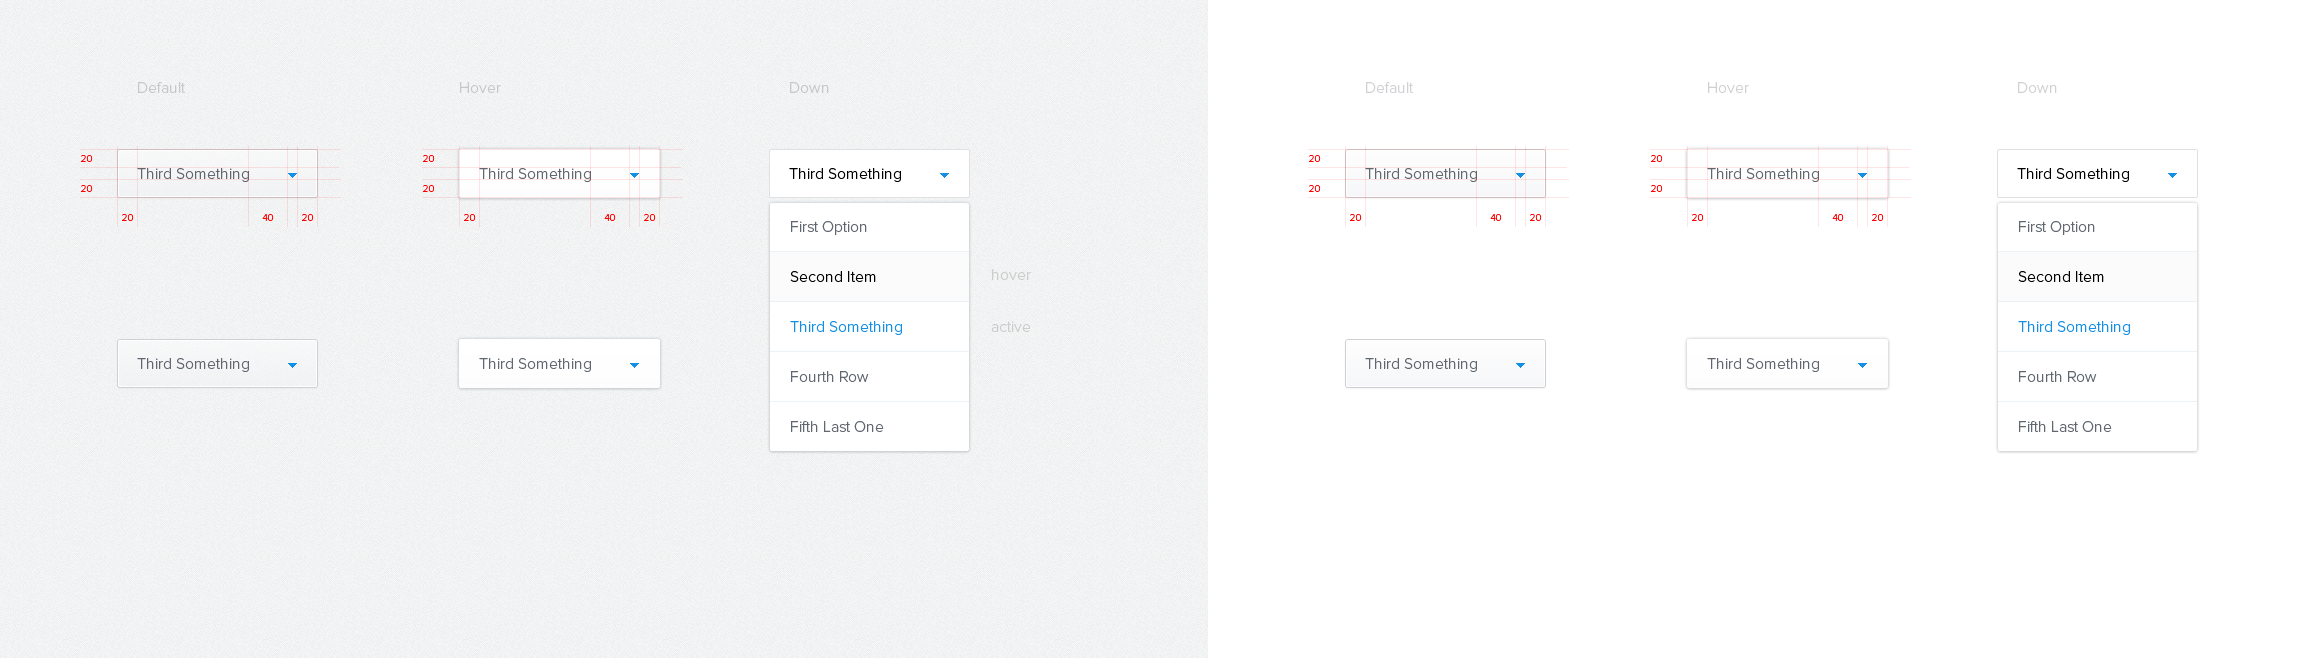 Default Hover Down Default Hover Down
20 20 20 20
Third Something Third Something Third Something Third Something Third Something Third Something
20 20 20 20
20 40 20 20 40 20 20 40 20 20 40 20
First Option First Option
Second Item hover Second Item
Third Something active Third Something
Third Something Third Something Third Something Third Something
Fourth Row Fourth Row
Fifth Last One Fifth Last One